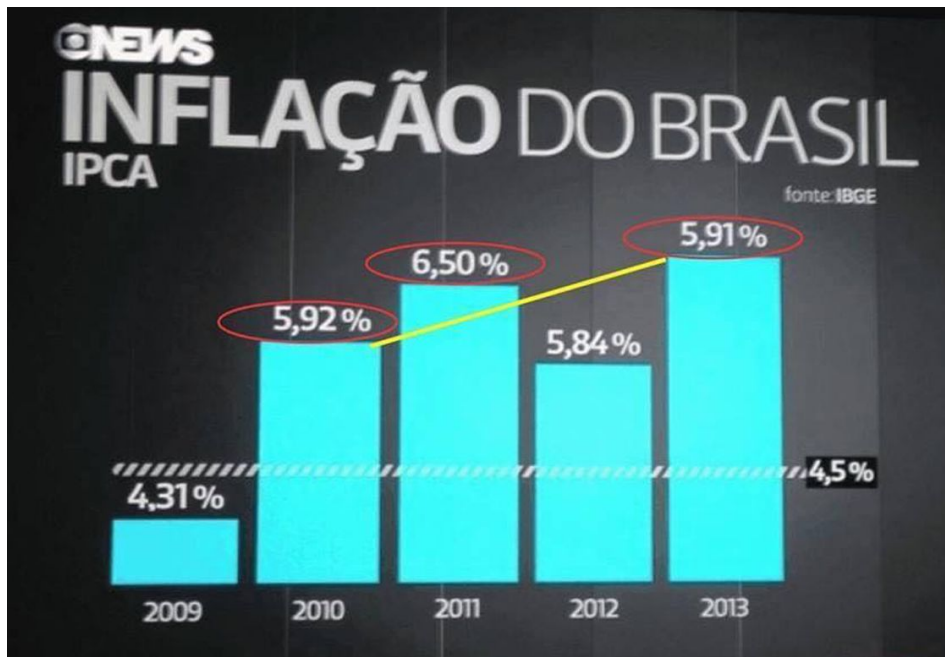 NEWS
INFLAÇÃO DO BRASIL
IPCA
fonte: IBGE
5,91%
6,50%
5,92%
5,84%
4,5%
4,31%
2009 2010 2011 2012 2013